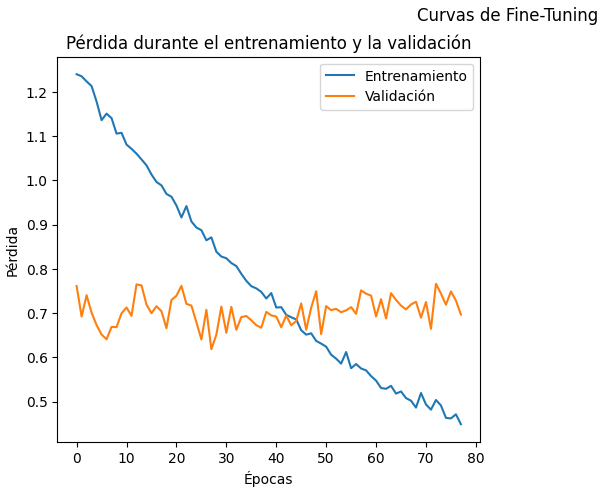 Curvas de Fine-Tuning
Pérdida durante el entrenamiento y la validación
Entrenamiento
Validación
Pérdida
1.2
1.1
1.0
0.9
0.8
0.7
0.6
0.5
0 10 20 30 40 50 60 70 80
Épocas